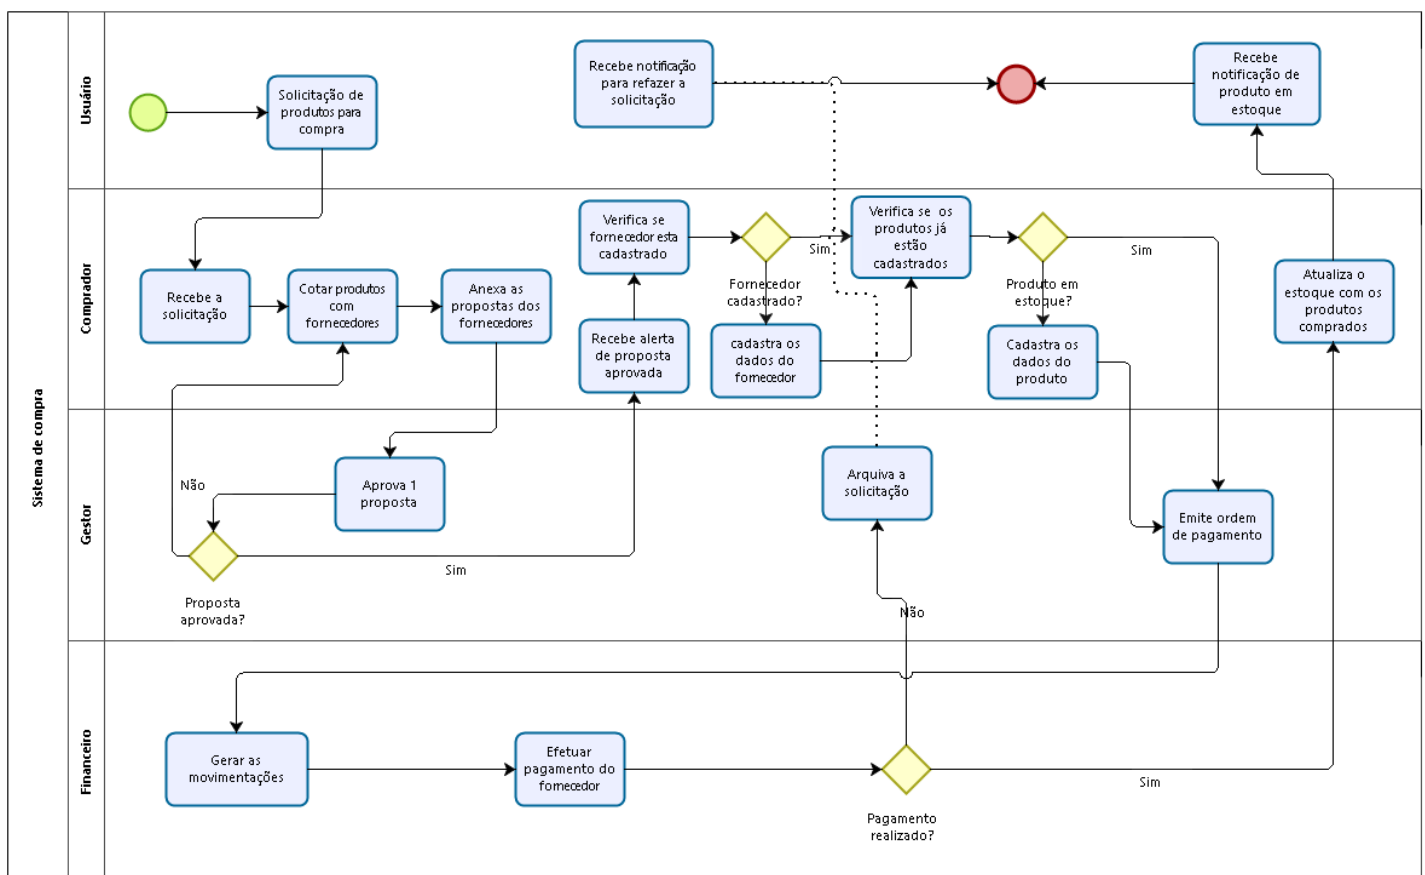 Sistema de compra
Usuário
Solicitação de
produtos para
compra
Recebe notificação
para refazer a
solicitação
Recebe
notificação de
produto em
estoque
Comprador
Recebe a
solicitação
Cotar produtos
com
fornecedores
Anexa as
propostas dos
fornecedores
Verifica se
fornecedor esta
cadastrado
Recebe alerta
de proposta
aprovada
Sim
Fornecedor
cadastrado?
cadastra os
dados do
fornecedor
Verifica se os
produtos já
estão
cadastrados
Sim
Produto em
estoque?
Cadastra os
dados do
produto
Atualiza o
estoque com os
produtos
comprados
Gestor
Não
Aprova 1
proposta
Sim
Proposta
aprovada?
Arquiva a
solicitação
Emite ordem
de pagamento
Não
Financeiro
Gerar as
movimentações
Efetuar
pagamento do
fornecedor
Sim
Pagamento
realizado?